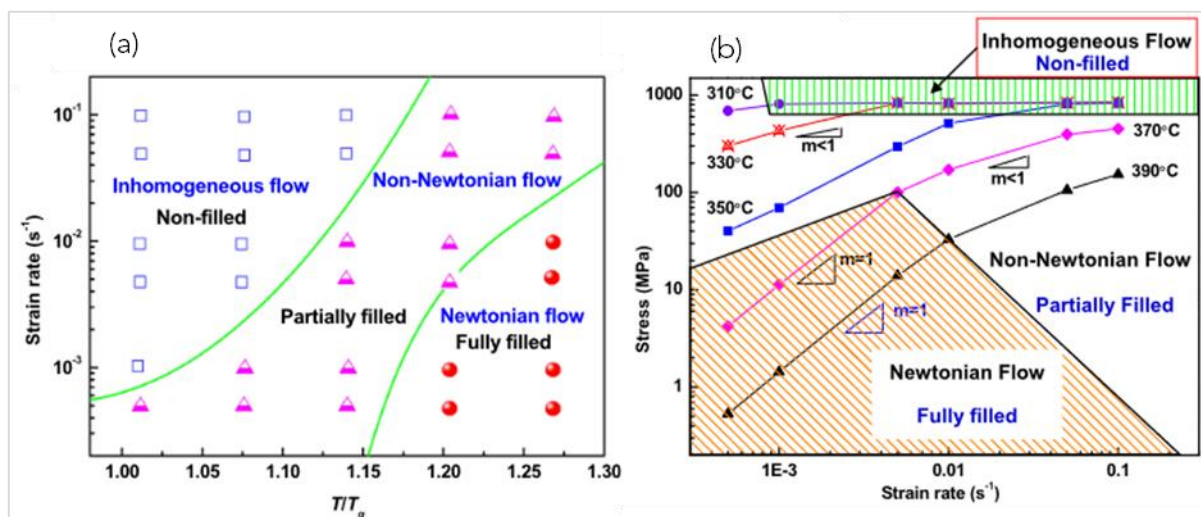 (a)
Strain rate (s⁻¹)
10⁻¹
10⁻²
10⁻³
Inhomogeneous flow
Non-filled
Non-Newtonian flow
Partially filled
Newtonian flow
Fully filled
1.00 1.05 1.10 1.15 1.20 1.25 1.30
T/Tg
(b)
Inhomogeneous Flow
Non-filled
Stress (MPa)
1000
100
10
1
310°C
330°C
350°C
370°C
390°C
m<1
m<1
m=1
m=1
Non-Newtonian Flow
Partially Filled
Newtonian Flow
Fully filled
1E-3 0.01 0.1
Strain rate (s⁻¹)